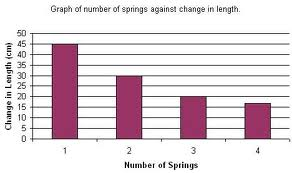 Graph of number of springs against change in length.
Change in Length (cm)
50
45
40
35
30
25
20
15
10
5
0
1 2 3 4
Number of Springs